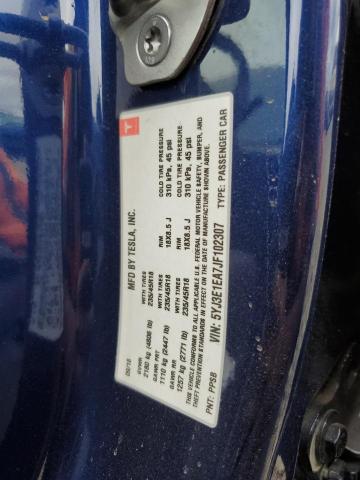 MFD BY TESLA, INC.
09/18
GVWR
2180 kg (4806 lb)
GAWR FRT
1110 kg (2447 lb)
WITH TIRES
235/45R18
RIM
18X8.5 J
COLD TIRE PRESSURE
310 kPa, 45 psi
GAWR RR
1257 kg (2771 lb)
WITH TIRES
235/45R18
RIM
18X8.5 J
COLD TIRE PRESSURE
310 kPa, 45 psi
THIS VEHICLE CONFORMS TO ALL APPLICABLE U.S. FEDERAL MOTOR VEHICLE SAFETY, BUMPER, AND
THEFT PREVENTION STANDARDS IN EFFECT ON THE DATE OF MANUFACTURE SHOWN ABOVE.
VIN: 5YJ3E1EA7JF102307
PNT: PPSB
TYPE: PASSENGER CAR